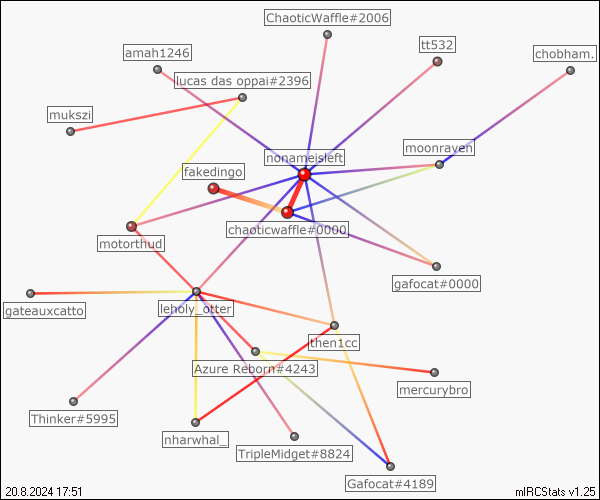 ChaoticWaffle#2006
tt532
amah1246
chobham.
lucas das oppai#2396
mukszi
moonraven
nonameisleft
fakedingo
chaoticwaffle#0000
motorthud
gafocat#0000
gateauxcatto
leholy_otter
then1cc
Azure Reborn#4243
mercurybro
Thinker#5995
nharwhal_
TripleMidget#8824
Gafocat#4189
20.8.2024 17:51
mIRCStats v1.25